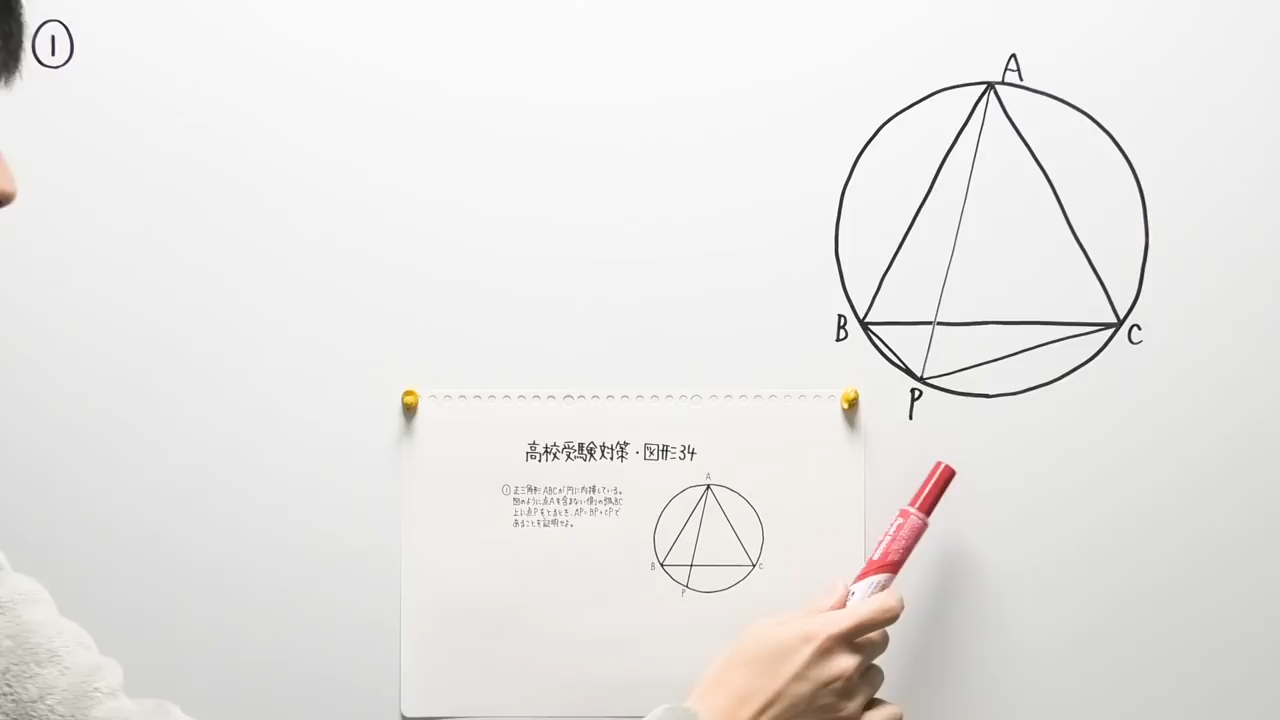 ①
A
B
C
P
高校受験対策・図形34
① 正三角形ABCが円に内接している。
図のように点Aを含まない側の弧BC
上に点Pをとるとき、AP=BP+CPで
あることを証明せよ。
A
B
C
P